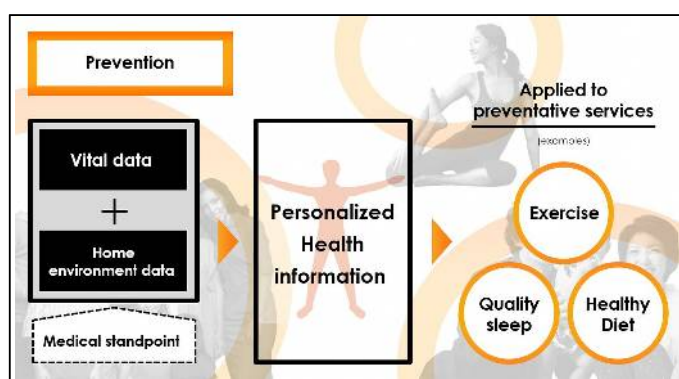 Prevention
Vital data
+
Home
environment data
Medical standpoint
Personalized
Health
information
Applied to
preventative services
(examples)
Exercise
Quality
sleep
Healthy
Diet